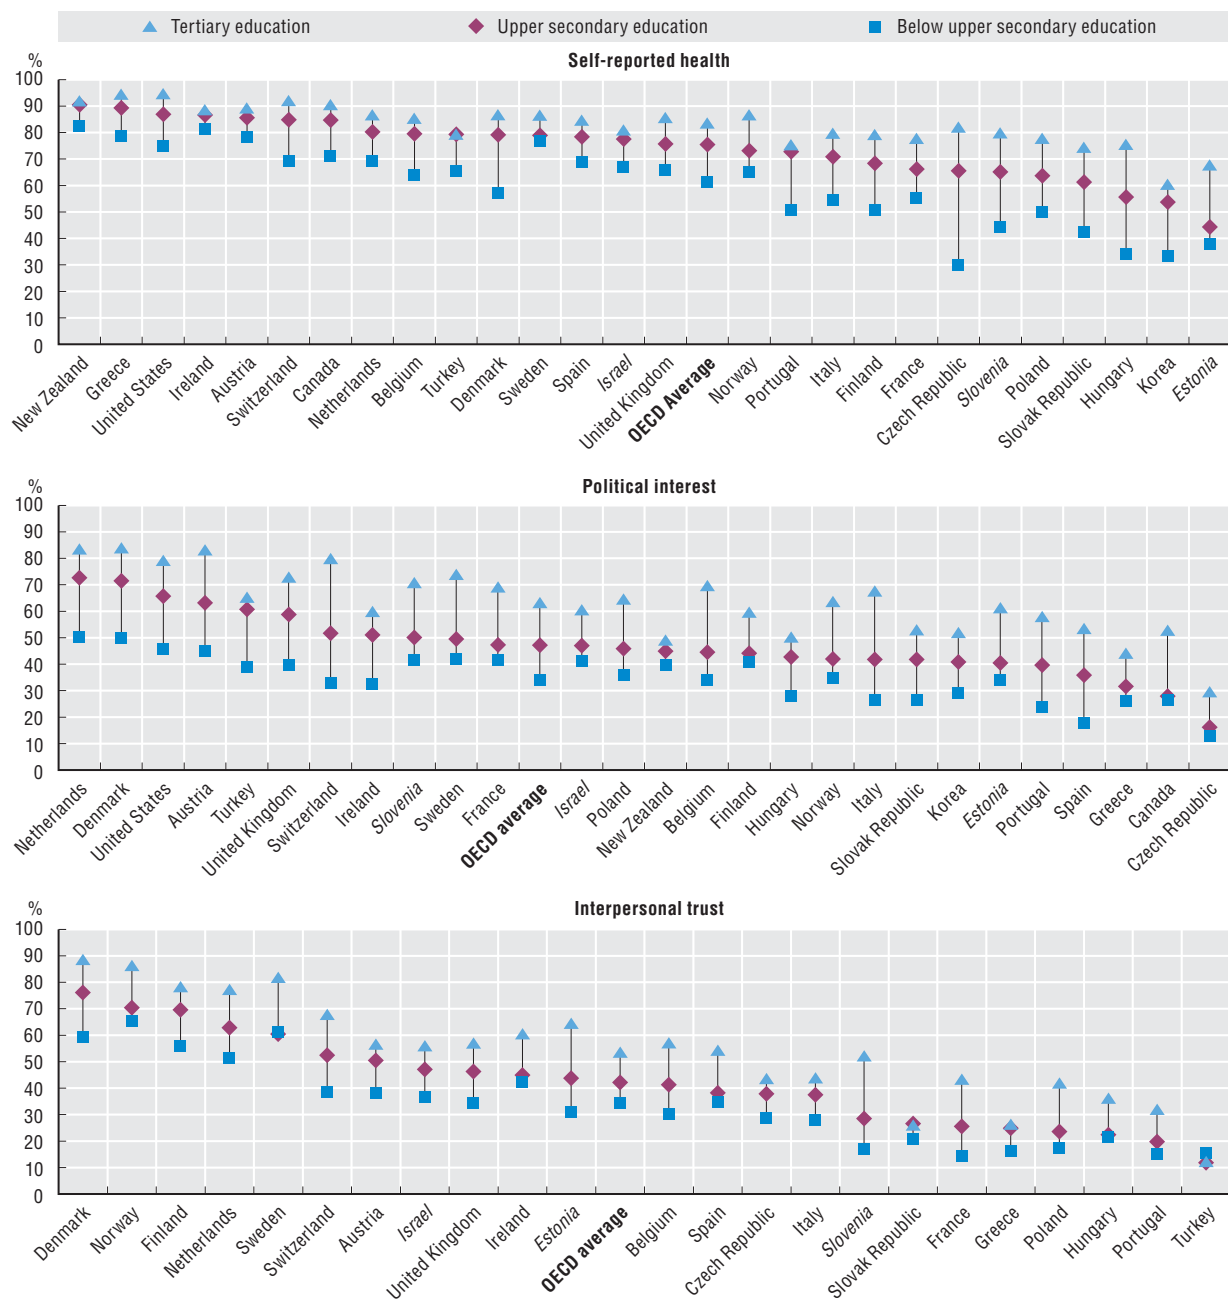 Tertiary education Upper secondary education Below upper secondary education
Self-reported health
%
100
90
80
70
60
50
40
30
20
10
0
New Zealand
Greece
United States
Ireland
Austria
Switzerland
Canada
Netherlands
Belgium
Turkey
Denmark
Sweden
Spain
Israel
United Kingdom
OECD Average
Norway
Portugal
Italy
Finland
France
Czech Republic
Slovenia
Poland
Slovak Republic
Hungary
Korea
Estonia
Political interest
%
100
90
80
70
60
50
40
30
20
10
0
Netherlands
Denmark
United States
Austria
Turkey
United Kingdom
Switzerland
Ireland
Slovenia
Sweden
France
OECD average
Israel
Poland
New Zealand
Belgium
Finland
Hungary
Norway
Italy
Slovak Republic
Korea
Estonia
Portugal
Spain
Greece
Canada
Czech Republic
Interpersonal trust
%
100
90
80
70
60
50
40
30
20
10
0
Denmark
Norway
Finland
Netherlands
Sweden
Switzerland
Austria
Israel
United Kingdom
Ireland
Estonia
OECD average
Belgium
Spain
Czech Republic
Italy
Slovenia
Slovak Republic
France
Greece
Poland
Hungary
Portugal
Turkey